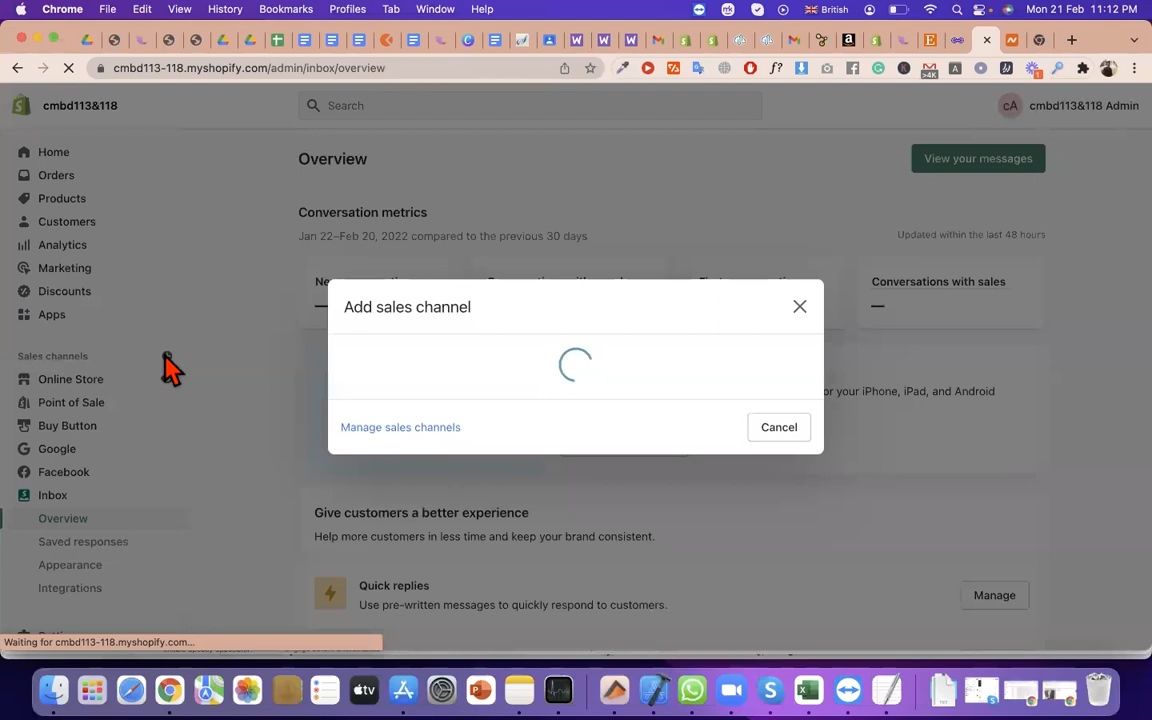 Chrome File Edit View History Bookmarks Profiles Tab Window Help
British Mon 21 Feb 11:12 PM
cmbd113-118.myshopify.com/admin/inbox/overview
cmbd113&118
Search
cA cmbd113&118 Admin
Home
Orders
Products
Customers
Analytics
Marketing
Discounts
Apps
Sales channels
Online Store
Point of Sale
Buy Button
Google
Facebook
Inbox
Overview
Saved responses
Appearance
Integrations
Overview
View your messages
Conversation metrics
Jan 22–Feb 20, 2022 compared to the previous 30 days
Updated within the last 48 hours
Conversations with sales
—
Add sales channel
Manage sales channels
Cancel
or your iPhone, iPad, and Android
Give customers a better experience
Help more customers in less time and keep your brand consistent.
Quick replies
Use pre-written messages to quickly respond to customers.
Manage
Waiting for cmbd113-118.myshopify.com...